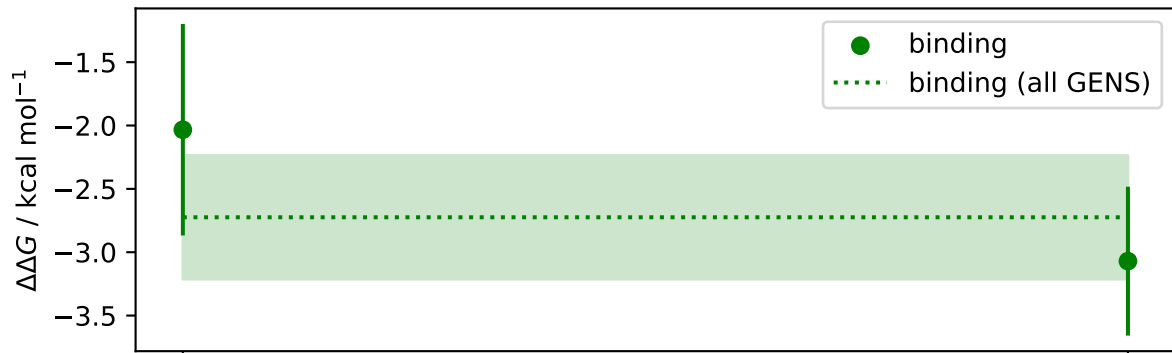 binding
binding (all GENS)
ΔΔG / kcal mol⁻¹
−1.5
−2.0
−2.5
−3.0
−3.5